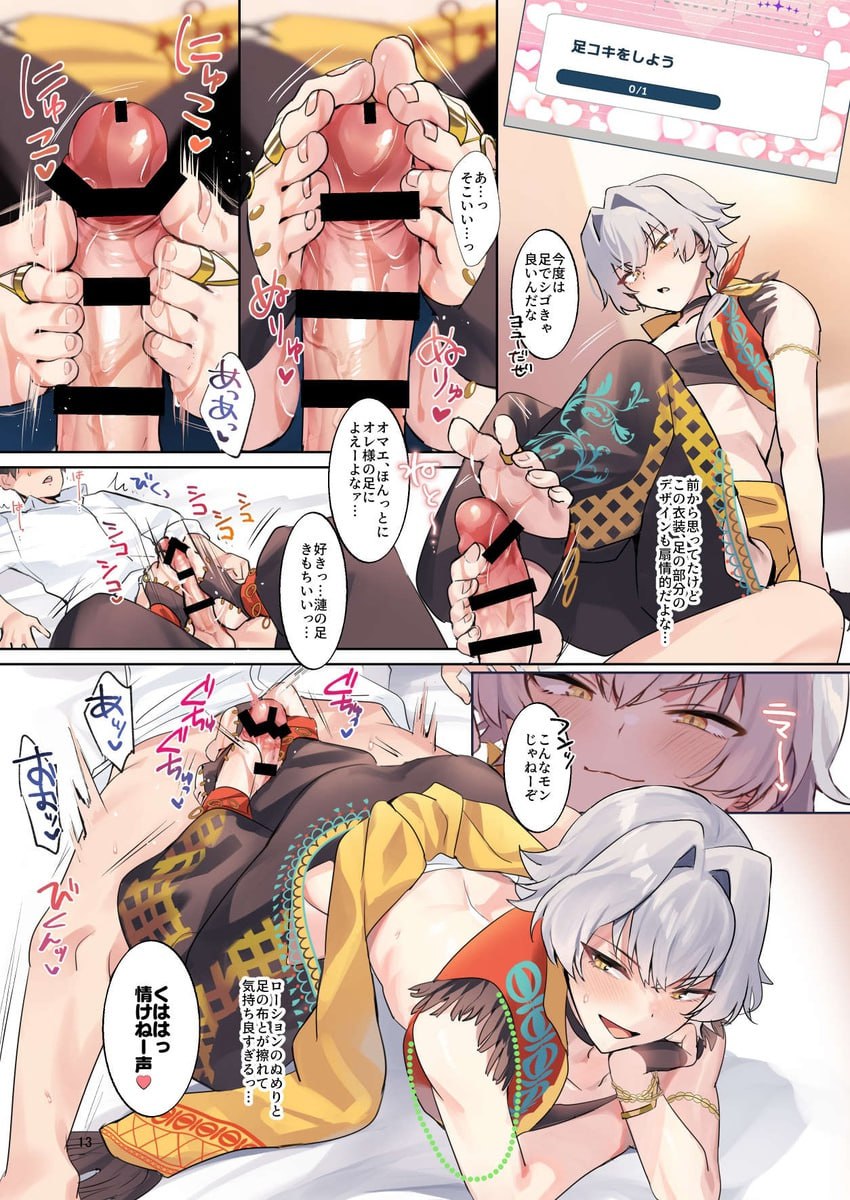 足コキをしよう
0/1
今度は
足でシゴきゃ
良いんだな
ヨユーだぜ
あ…っ
そこいい…っ
にゅこ♡
にゅこ♡
ぬりゅ♡
ぬりゅ♡
あっあっ♡
前から思ってたけど
この衣装、足の部分の
デザインも扇情的だよな…
ねと〜
オマエ、ほんっとに
オレ様の足に
よえーよなァ…
びくっ
シコ
シコ
シコ
シコ
好きっ…漣の足
きもちいいっ…
ニマ〜
フンッ
こんなモン
じゃねーぞ
ぐちゅっ
ぐちゅっ
あッ♡
おおッ♡
びくんッ
ローションのぬめりと
足の布とが擦れて
気持ち良すぎるっ…
くははっ
情けねー声
13